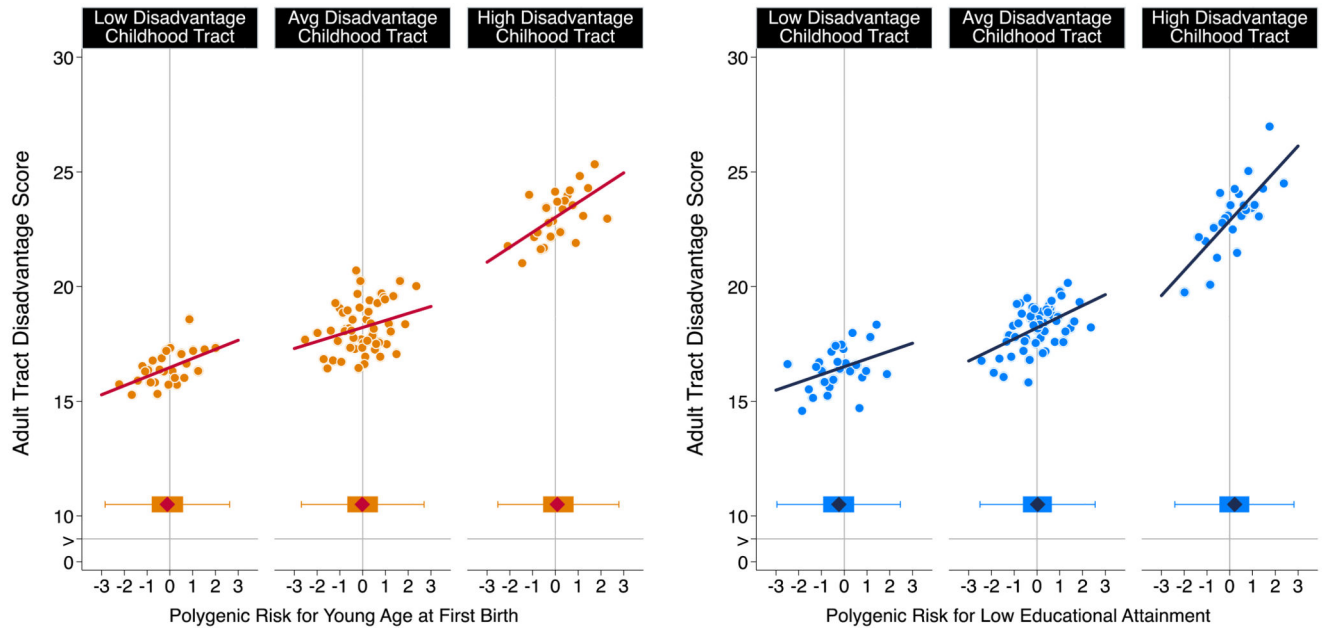 Low Disadvantage
Childhood Tract
Avg Disadvantage
Childhood Tract
High Disadvantage
Chilhood Tract
30
25
20
15
10
>
0
Adult Tract Disadvantage Score
-3 -2 -1 0 1 2 3
-3 -2 -1 0 1 2 3
-3 -2 -1 0 1 2 3
Polygenic Risk for Young Age at First Birth
Low Disadvantage
Childhood Tract
Avg Disadvantage
Childhood Tract
High Disadvantage
Chilhood Tract
30
25
20
15
10
>
0
Adult Tract Disadvantage Score
-3 -2 -1 0 1 2 3
-3 -2 -1 0 1 2 3
-3 -2 -1 0 1 2 3
Polygenic Risk for Low Educational Attainment